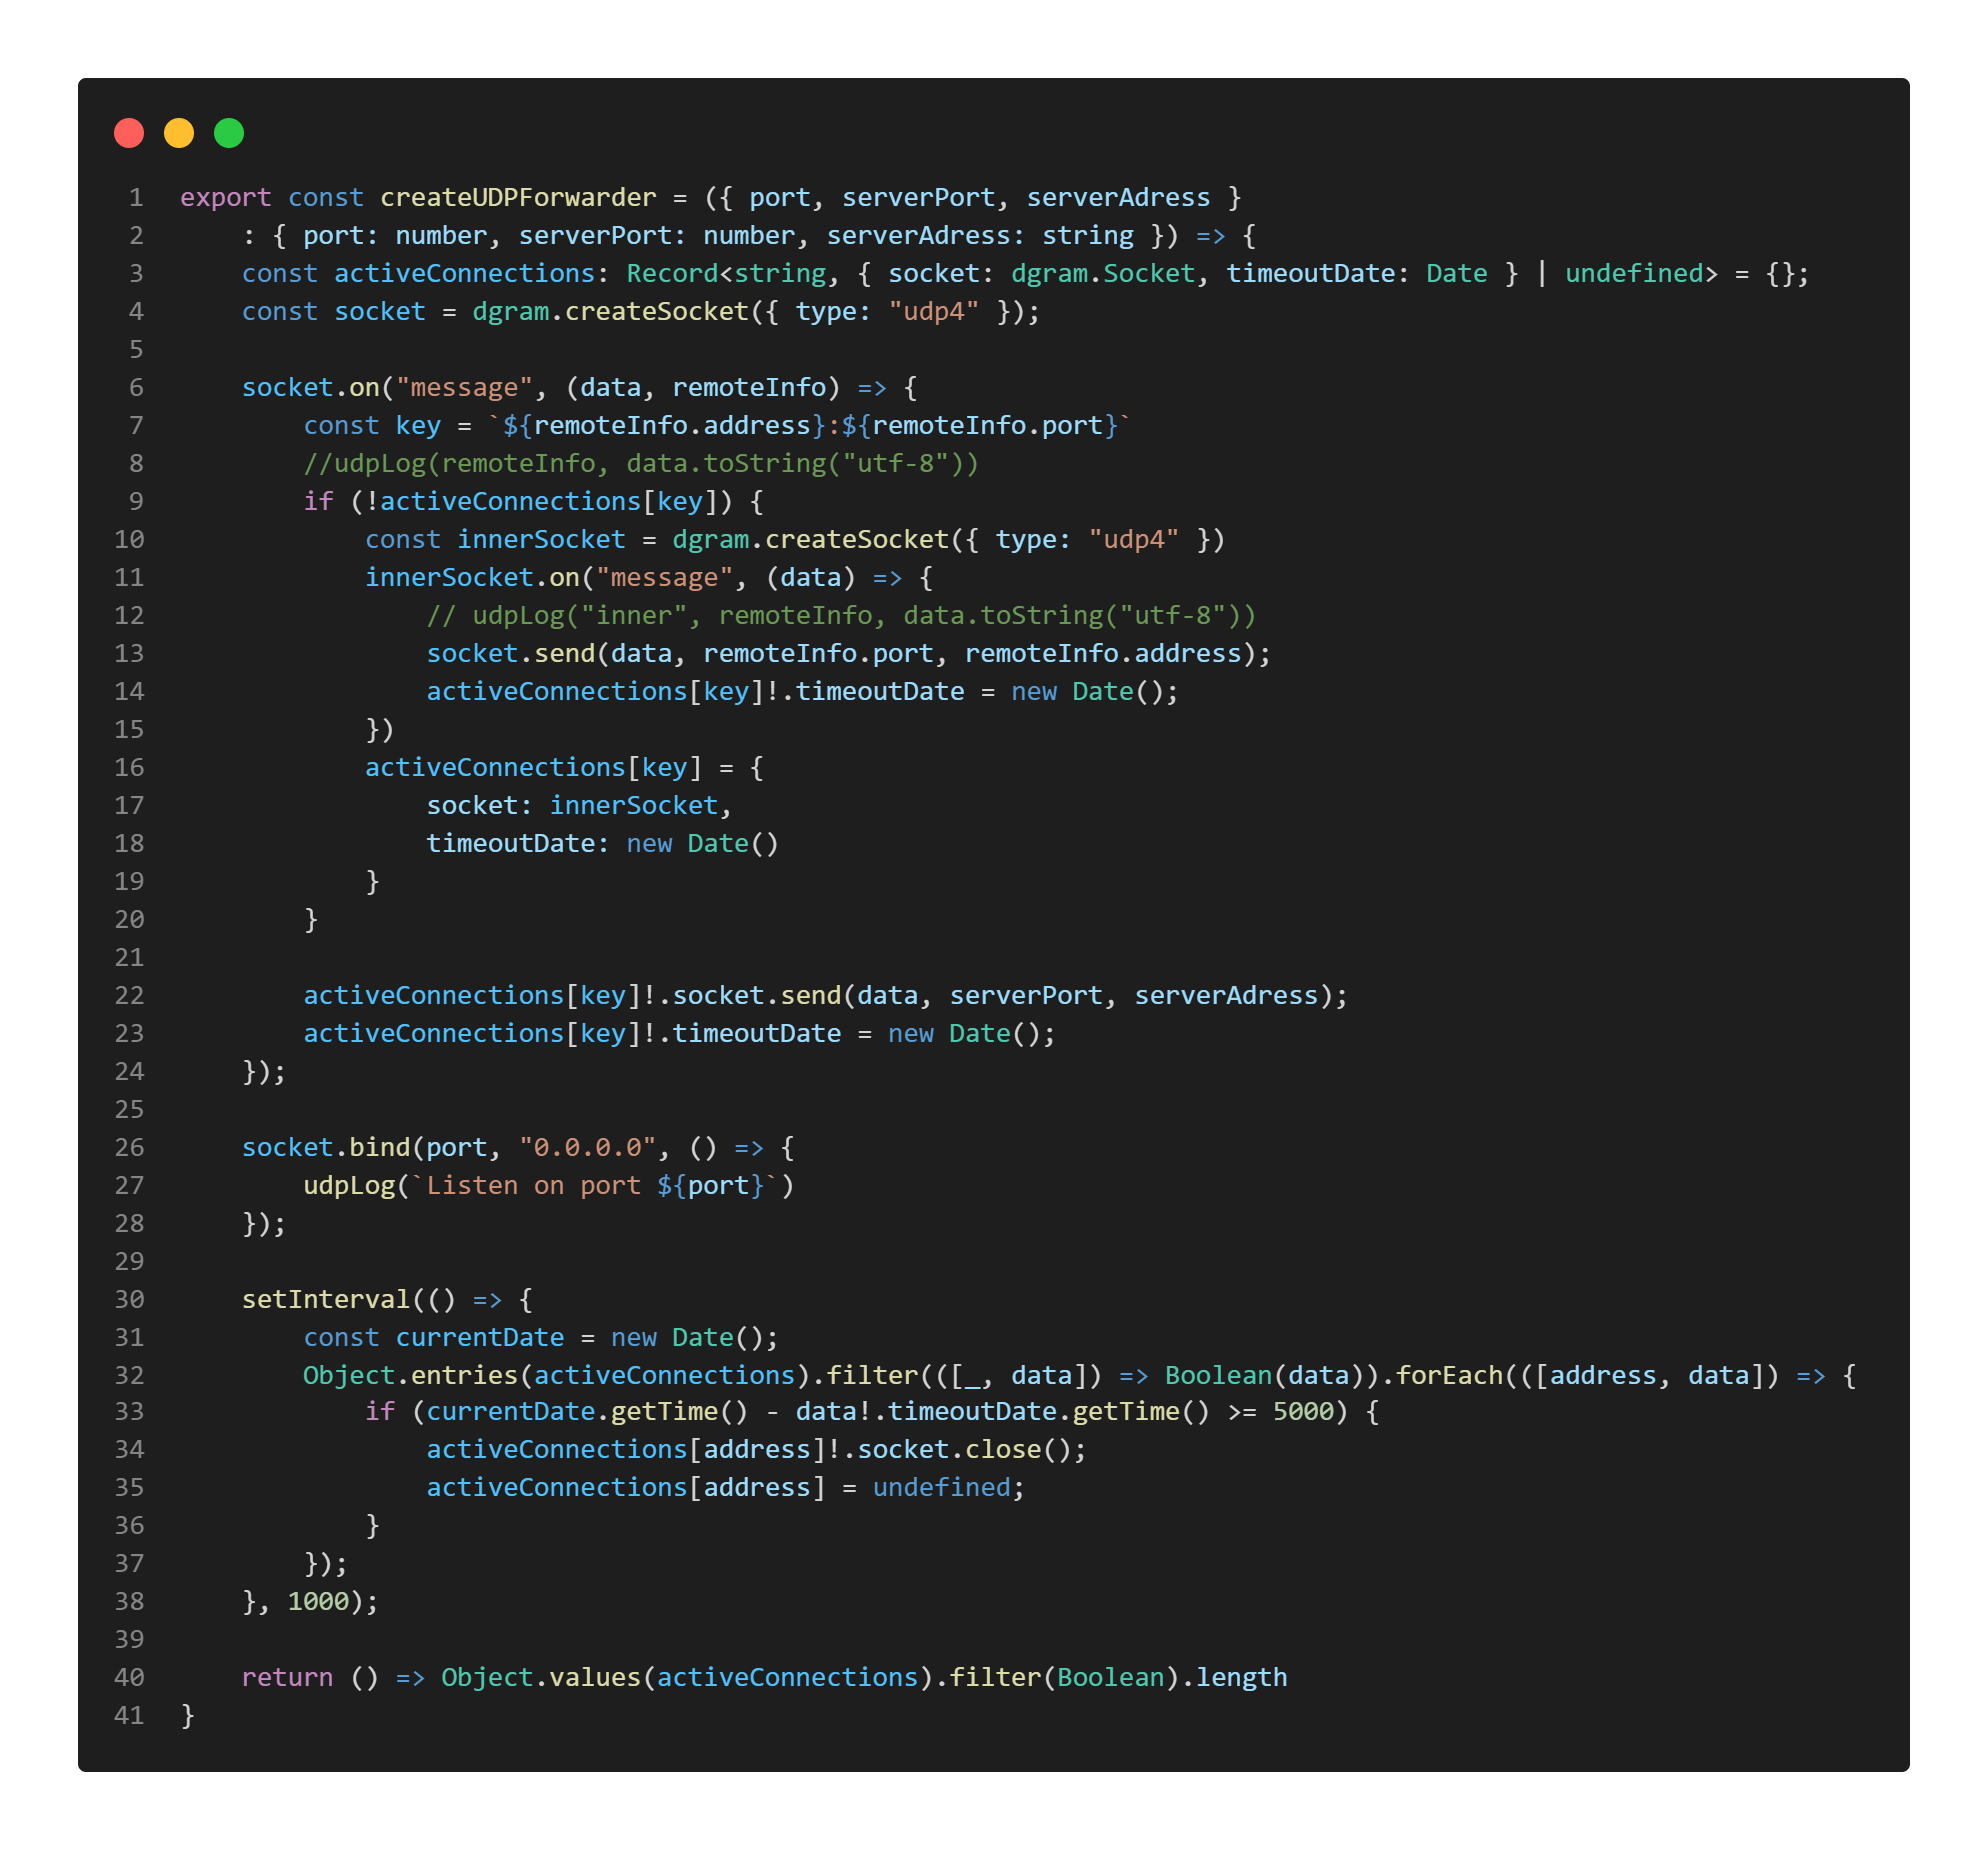 1 export const createUDPForwarder = ({ port, serverPort, serverAdress }
2     : { port: number, serverPort: number, serverAdress: string }) => {
3     const activeConnections: Record<string, { socket: dgram.Socket, timeoutDate: Date } | undefined> = {};
4     const socket = dgram.createSocket({ type: "udp4" });
5
6     socket.on("message", (data, remoteInfo) => {
7         const key = `${remoteInfo.address}:${remoteInfo.port}`
8         //udpLog(remoteInfo, data.toString("utf-8"))
9         if (!activeConnections[key]) {
10             const innerSocket = dgram.createSocket({ type: "udp4" })
11             innerSocket.on("message", (data) => {
12                 // udpLog("inner", remoteInfo, data.toString("utf-8"))
13                 socket.send(data, remoteInfo.port, remoteInfo.address);
14                 activeConnections[key]!.timeoutDate = new Date();
15             })
16             activeConnections[key] = {
17                 socket: innerSocket,
18                 timeoutDate: new Date()
19             }
20         }
21
22         activeConnections[key]!.socket.send(data, serverPort, serverAdress);
23         activeConnections[key]!.timeoutDate = new Date();
24     });
25
26     socket.bind(port, "0.0.0.0", () => {
27         udpLog(`Listen on port ${port}`)
28     });
29
30     setInterval(() => {
31         const currentDate = new Date();
32         Object.entries(activeConnections).filter(([_, data]) => Boolean(data)).forEach(([address, data]) => {
33             if (currentDate.getTime() - data!.timeoutDate.getTime() >= 5000) {
34                 activeConnections[address]!.socket.close();
35                 activeConnections[address] = undefined;
36             }
37         });
38     }, 1000);
39
40     return () => Object.values(activeConnections).filter(Boolean).length
41 }